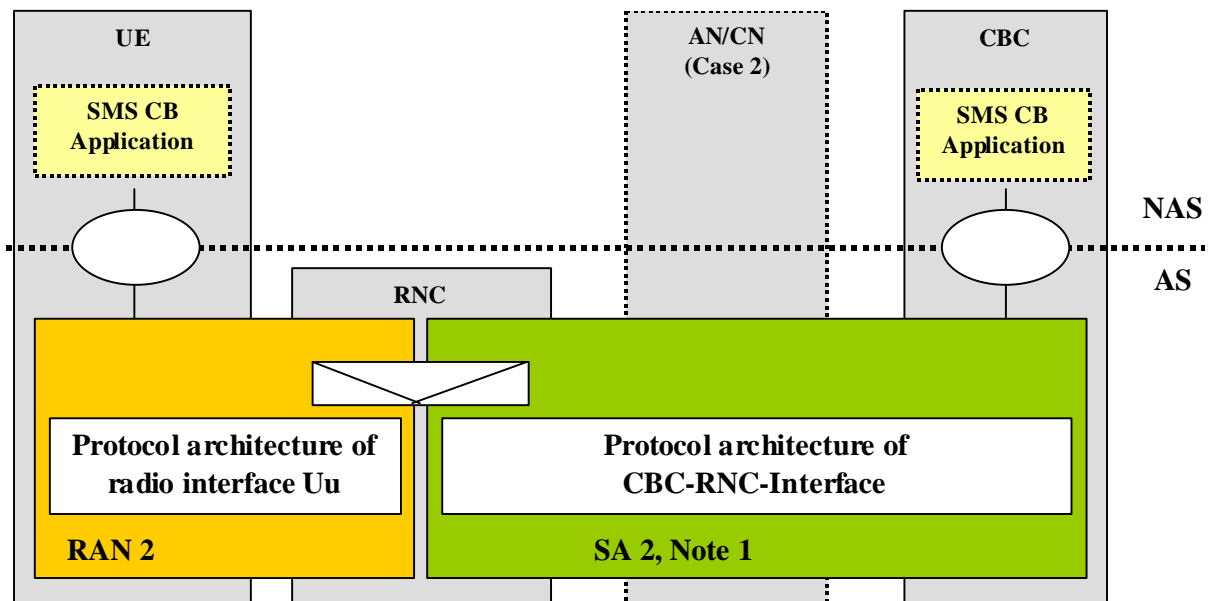 UE
AN/CN
(Case 2)
CBC
SMS CB
Application
SMS CB
Application
NAS
AS
RNC
Protocol architecture of
radio interface Uu
Protocol architecture of
CBC-RNC-Interface
RAN 2
SA 2, Note 1